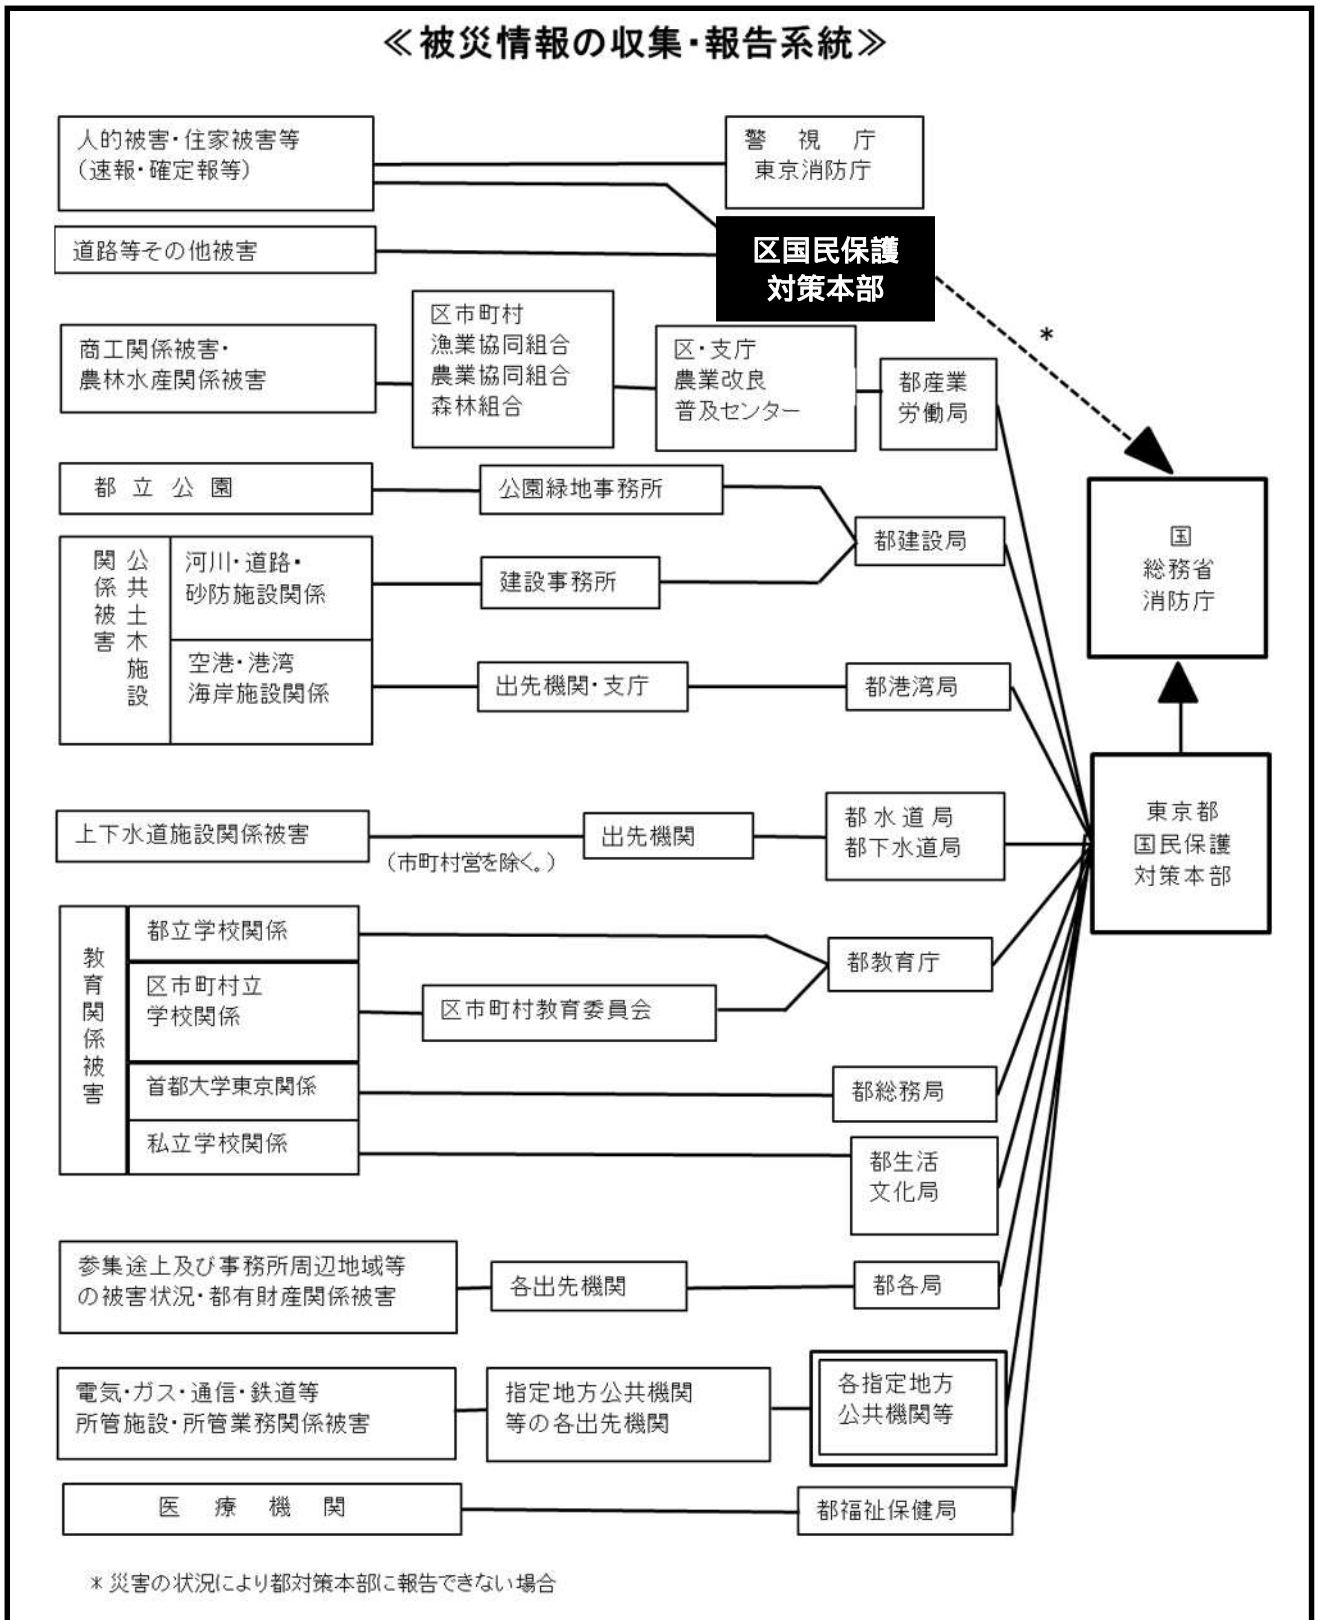 ≪被災情報の収集・報告系統≫
人的被害・住家被害等
(速報・確定報等)
警視庁
東京消防庁
道路等その他被害
区国民保護
対策本部
*
商工関係被害・
農林水産関係被害
区市町村
漁業協同組合
農業協同組合
森林組合
区・支庁
農業改良
普及センター
都産業
労働局
都立公園
公園緑地事務所
都建設局
国
総務省
消防庁
公共土木施設
関係被害
河川・道路・
砂防施設関係
建設事務所
空港・港湾
海岸施設関係
出先機関・支庁
都港湾局
東京都
国民保護
対策本部
上下水道施設関係被害
(市町村営を除く。)
出先機関
都水道局
都下水道局
教育関係被害
都立学校関係
都教育庁
区市町村立
学校関係
区市町村教育委員会
首都大学東京関係
都総務局
私立学校関係
都生活
文化局
参集途上及び事務所周辺地域等
の被害状況・都有財産関係被害
各出先機関
都各局
電気・ガス・通信・鉄道等
所管施設・所管業務関係被害
指定地方公共機関
等の各出先機関
各指定地方
公共機関等
医療機関
都福祉保健局
* 災害の状況により都対策本部に報告できない場合